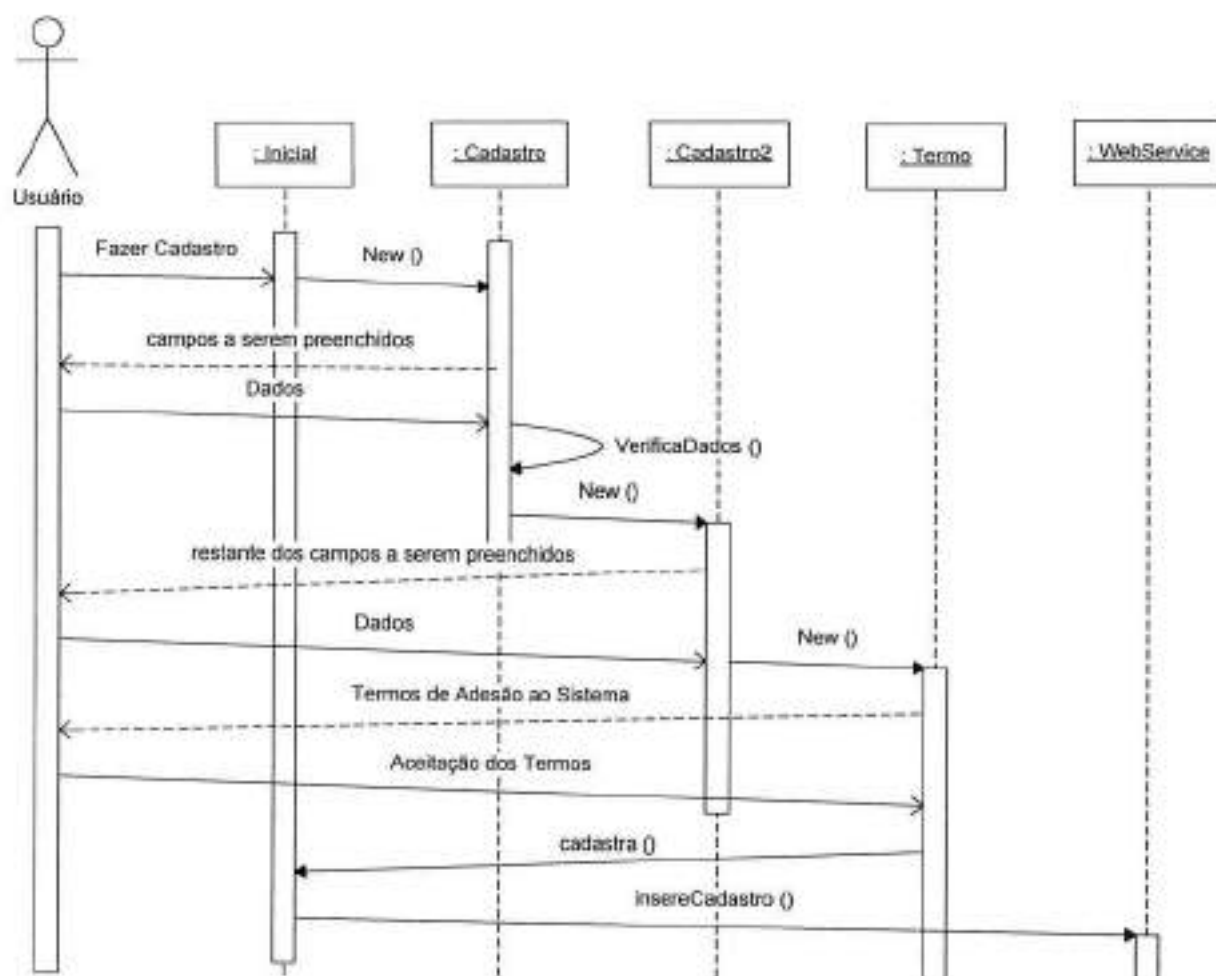 : Inicial
: Cadastro
: Cadastro2
: Termo
: WebService
Usuário
Fazer Cadastro
New ()
campos a serem preenchidos
Dados
VerificaDados ()
New ()
restante dos campos a serem preenchidos
Dados
New ()
Termos de Adesão ao Sistema
Aceitação dos Termos
cadastra ()
insereCadastro ()